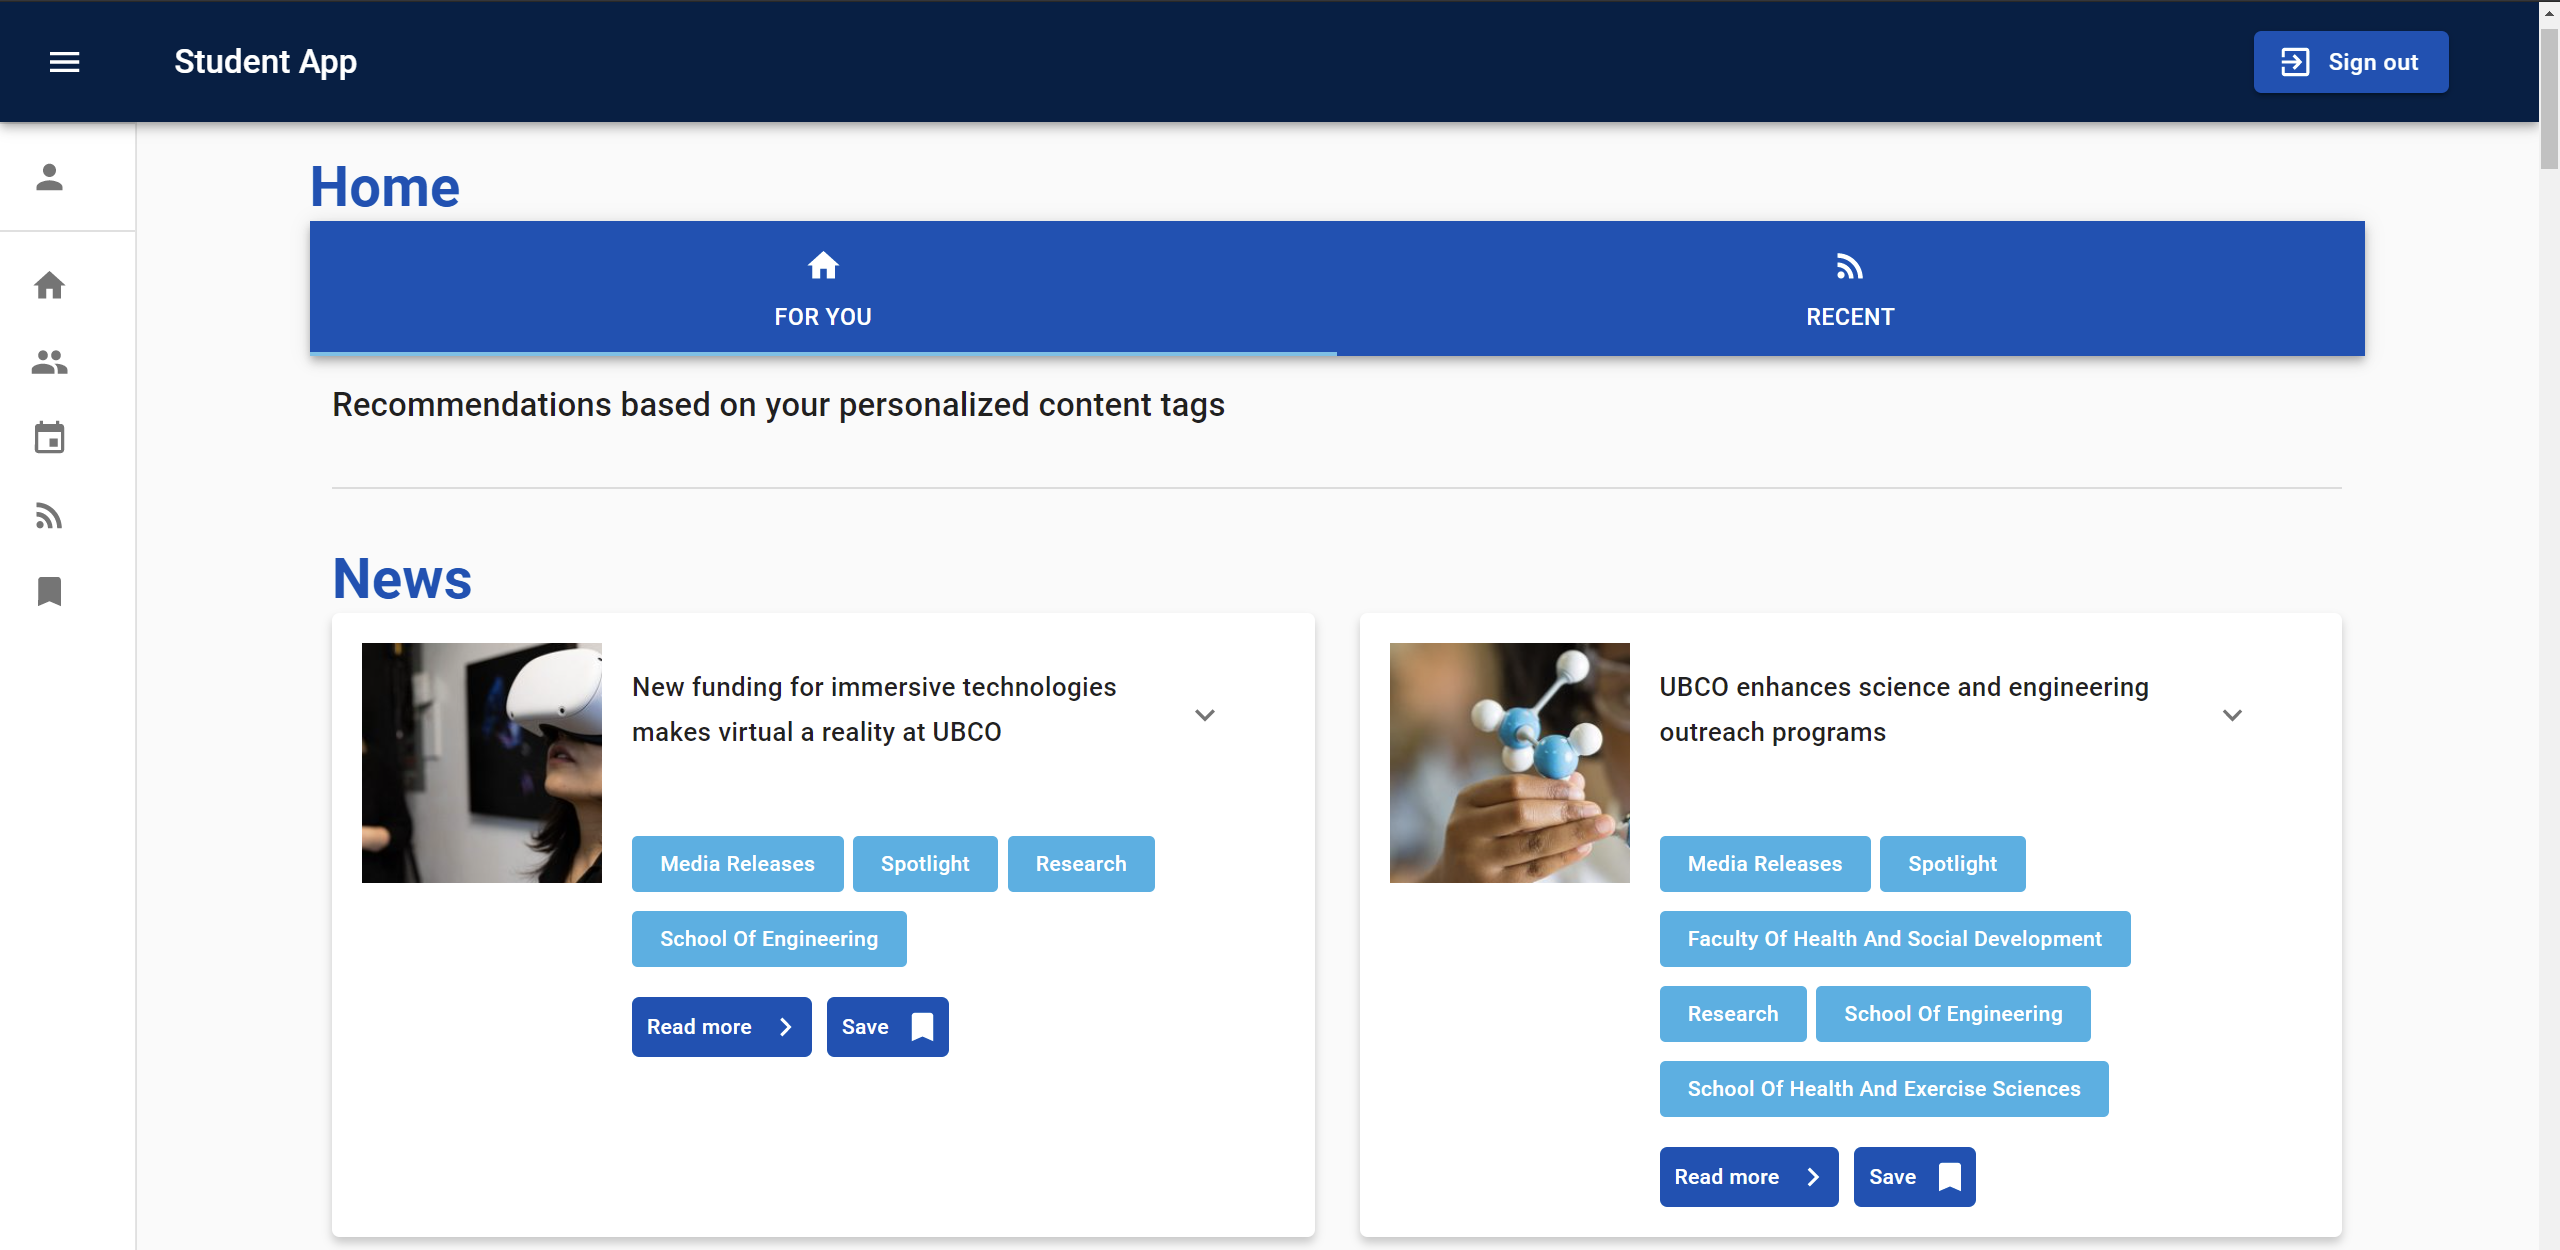 Student App
Sign out
Home
FOR YOU
RECENT
Recommendations based on your personalized content tags
News
New funding for immersive technologies
makes virtual a reality at UBCO
Media Releases
Spotlight
Research
School Of Engineering
Read more
Save
UBCO enhances science and engineering
outreach programs
Media Releases
Spotlight
Faculty Of Health And Social Development
Research
School Of Engineering
School Of Health And Exercise Sciences
Read more
Save